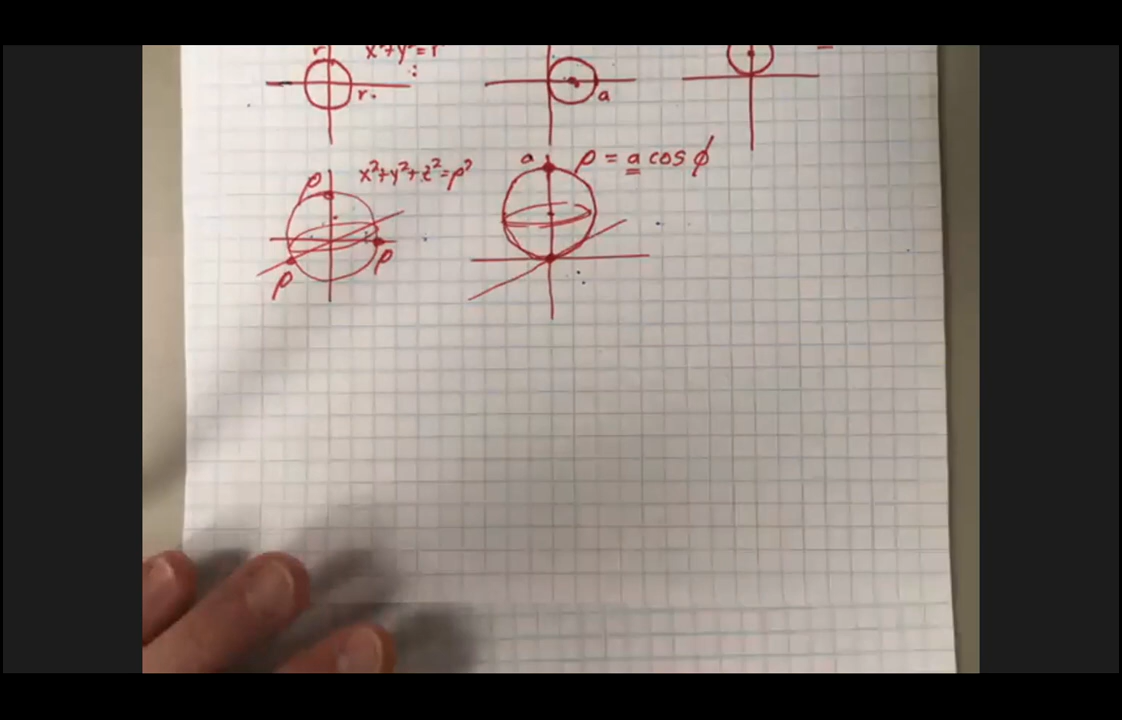 r x²+y²=r
r.
a
ρ x²+y²+z²=ρ²
a ρ = a cos ϕ
ρ
ρ